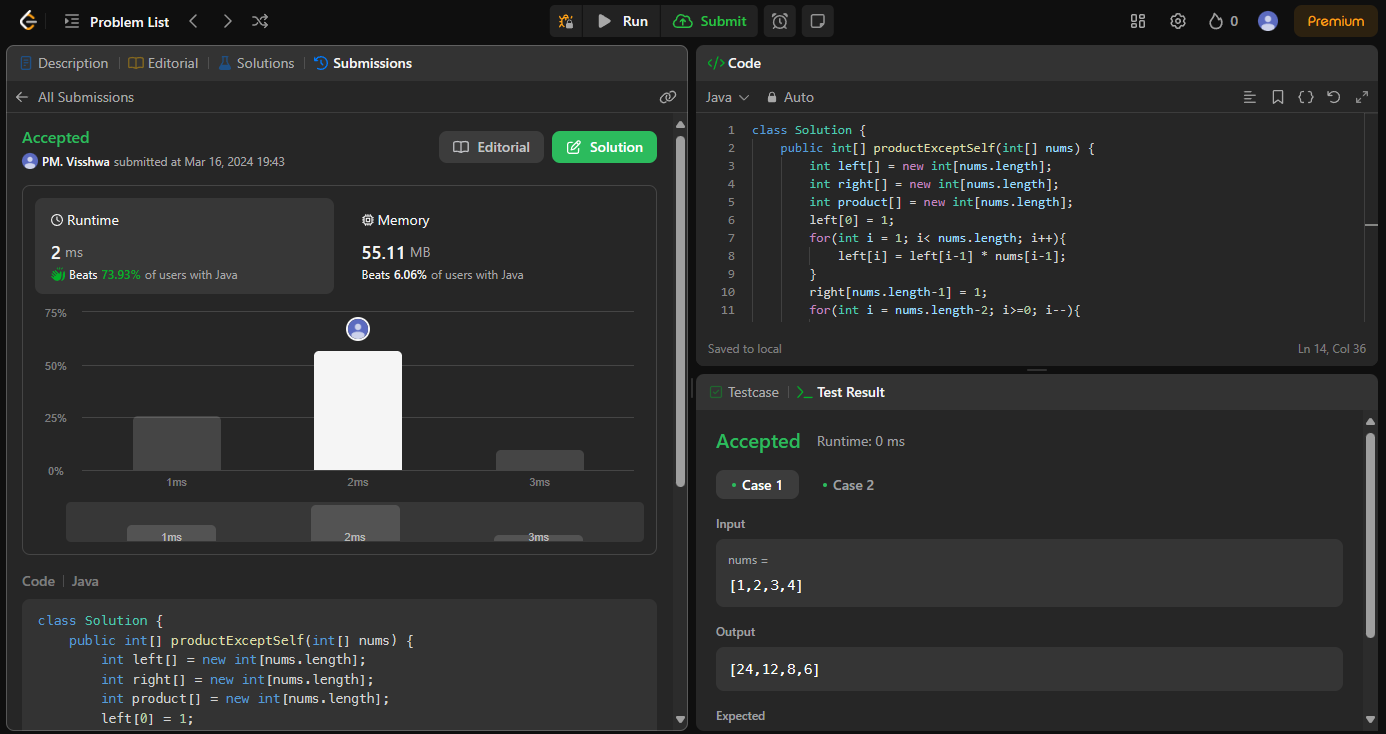 Problem List
Run
Submit
0
Premium
Description
Editorial
Solutions
Submissions
All Submissions
Accepted
PM. Visshwa submitted at Mar 16, 2024 19:43
Editorial
Solution
Runtime
2 ms
Beats 73.93% of users with Java
Memory
55.11 MB
Beats 6.06% of users with Java
75%
50%
25%
0%
1ms 2ms 3ms
1ms 2ms 3ms
Code
Java
class Solution {
    public int[] productExceptSelf(int[] nums) {
        int left[] = new int[nums.length];
        int right[] = new int[nums.length];
        int product[] = new int[nums.length];
        left[0] = 1;
</> Code
Java
Auto
1 class Solution {
2     public int[] productExceptSelf(int[] nums) {
3         int left[] = new int[nums.length];
4         int right[] = new int[nums.length];
5         int product[] = new int[nums.length];
6         left[0] = 1;
7         for(int i = 1; i< nums.length; i++){
8             left[i] = left[i-1] * nums[i-1];
9         }
10         right[nums.length-1] = 1;
11         for(int i = nums.length-2; i>=0; i--){
Saved to local
Ln 14, Col 36
Testcase
Test Result
Accepted
Runtime: 0 ms
• Case 1
• Case 2
Input
nums =
[1,2,3,4]
Output
[24,12,8,6]
Expected